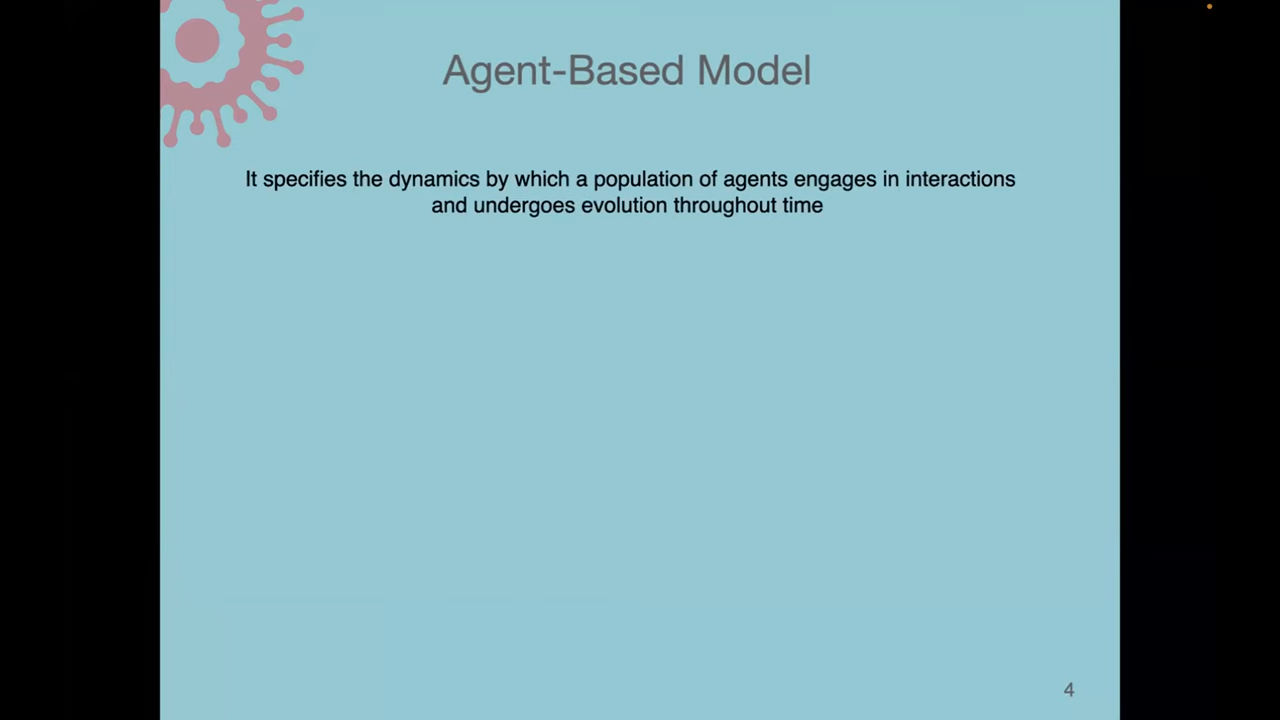 Agent-Based Model
It specifies the dynamics by which a population of agents engages in interactions
and undergoes evolution throughout time
4